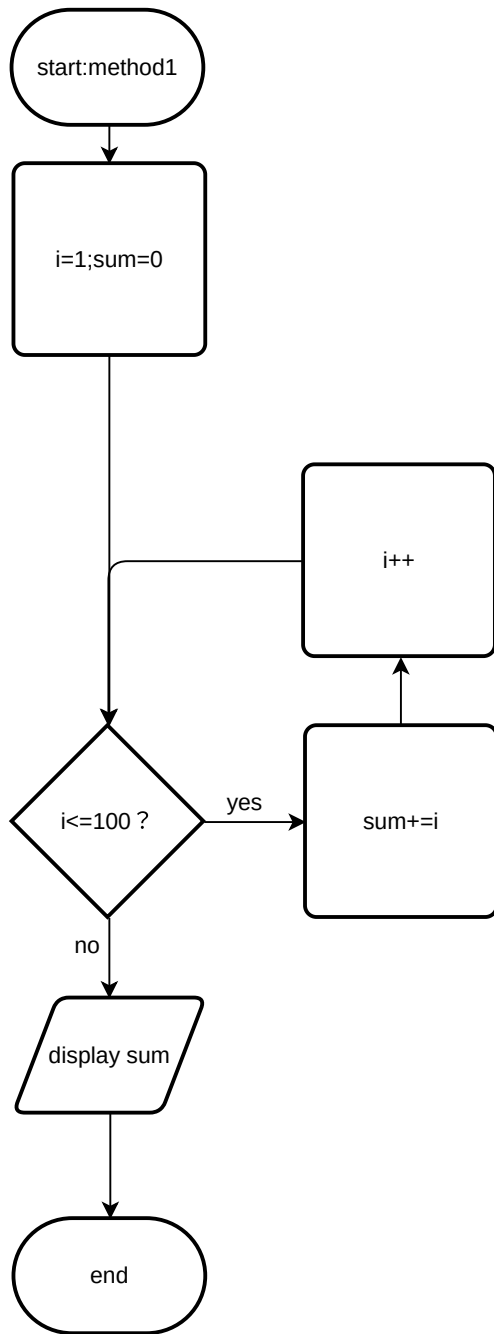 start:method1
i=1;sum=0
i++
i<=100？
yes
sum+=i
no
display sum
end